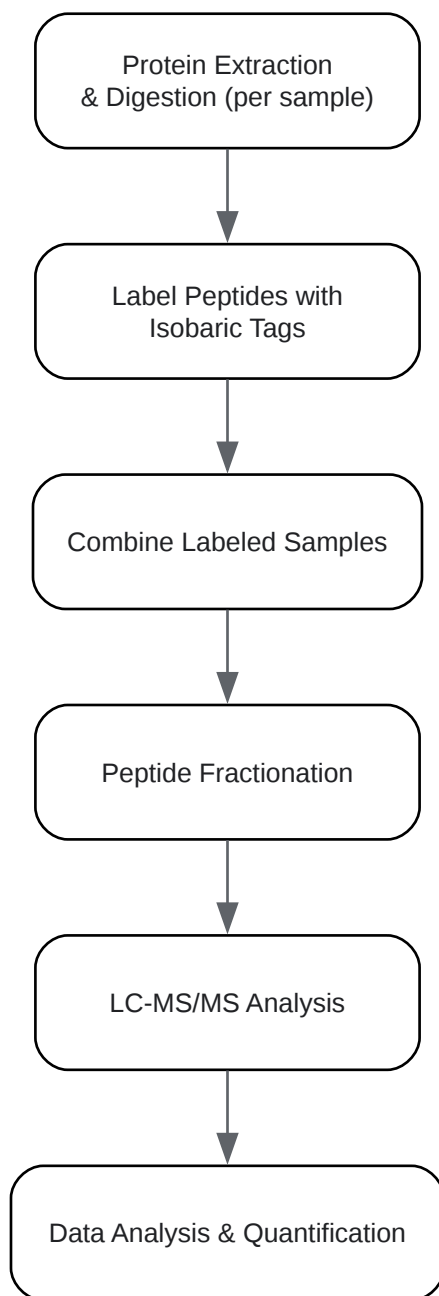 Protein Extraction
& Digestion (per sample)
Label Peptides with
Isobaric Tags
Combine Labeled Samples
Peptide Fractionation
LC-MS/MS Analysis
Data Analysis & Quantification